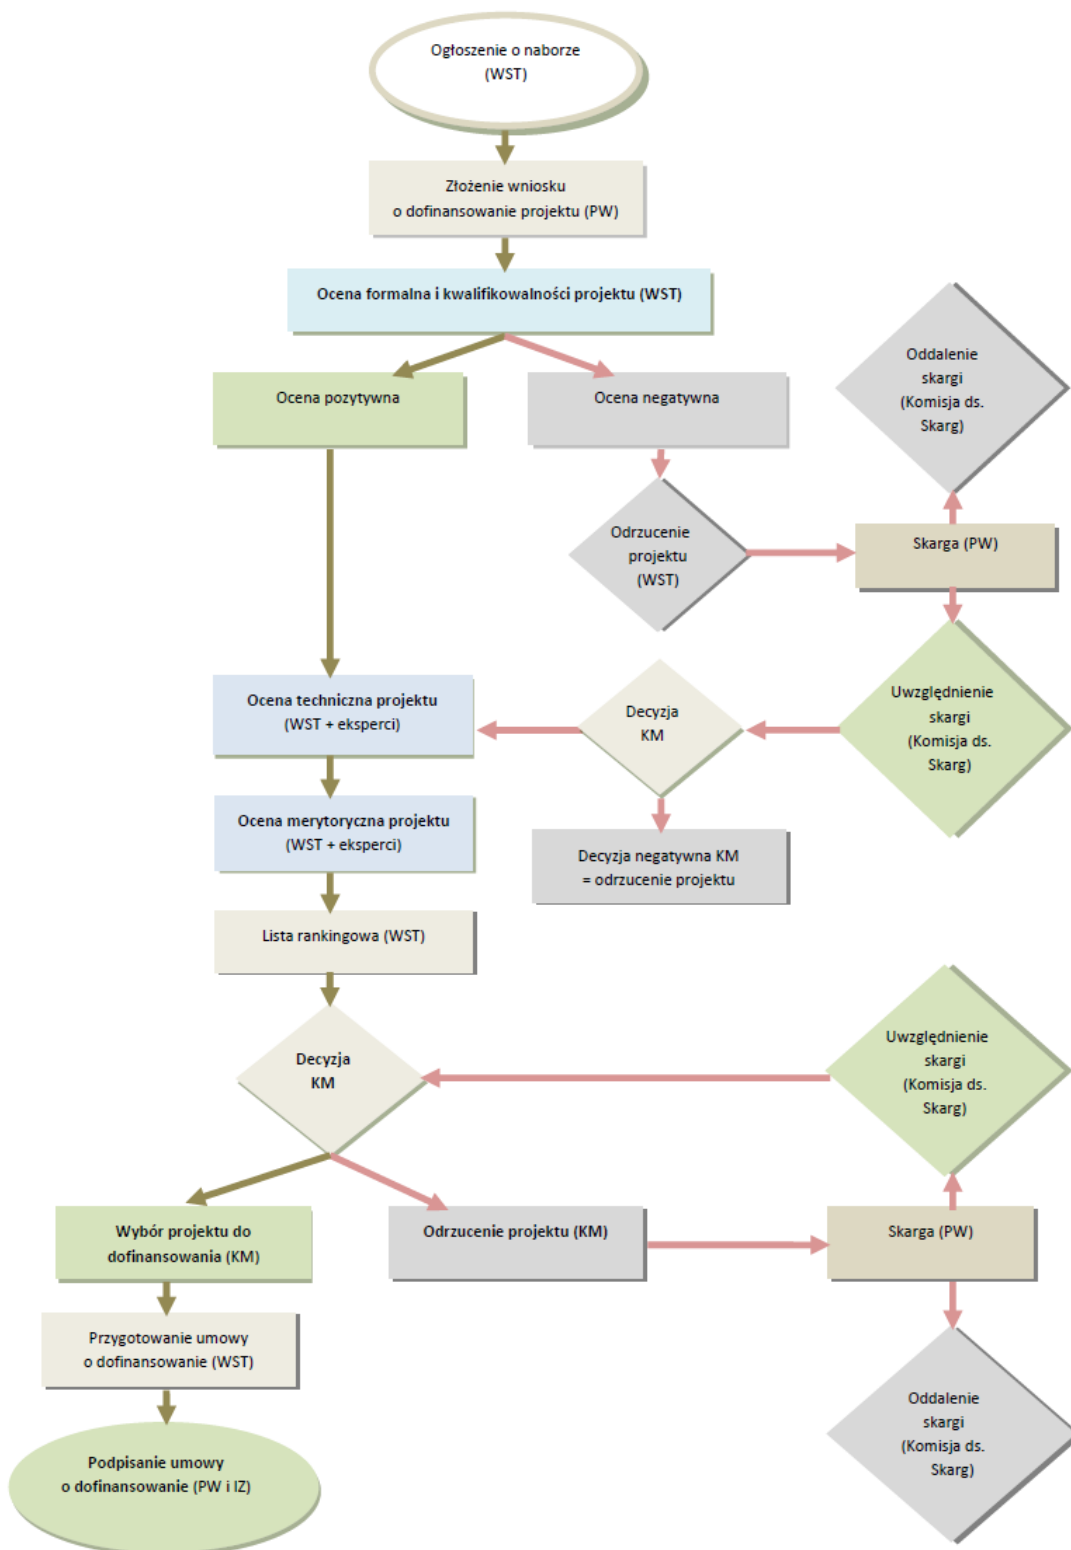 Ogłoszenie o naborze
(WST)
Złożenie wniosku
o dofinansowanie projektu (PW)
Ocena formalna i kwalifikowalności projektu (WST)
Ocena pozytywna
Ocena negatywna
Oddalenie
skargi
(Komisja ds.
Skarg)
Odrzucenie
projektu
(WST)
Skarga (PW)
Ocena techniczna projektu
(WST + eksperci)
Decyzja
KM
Uwzględnienie
skargi
(Komisja ds.
Skarg)
Ocena merytoryczna projektu
(WST + eksperci)
Decyzja negatywna KM
= odrzucenie projektu
Lista rankingowa (WST)
Decyzja
KM
Uwzględnienie
skargi
(Komisja ds.
Skarg)
Wybór projektu do
dofinansowania (KM)
Odrzucenie projektu (KM)
Skarga (PW)
Przygotowanie umowy
o dofinansowanie (WST)
Oddalenie
skargi
(Komisja ds.
Skarg)
Podpisanie umowy
o dofinansowanie (PW i IZ)